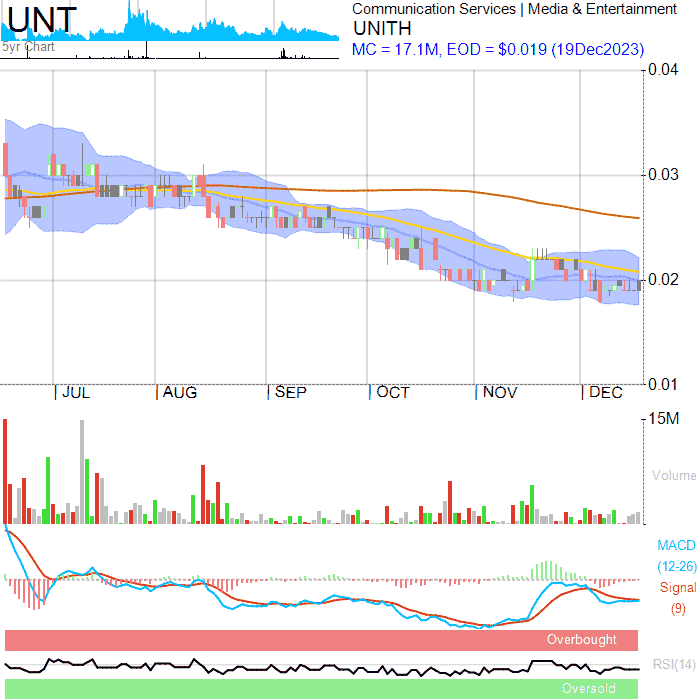 UNT
Communication Services | Media & Entertainment
UNITH
5yr Chart
MC = 17.1M, EOD = $0.019 (19Dec2023)
0.04
0.03
0.02
0.01
JUL
AUG
SEP
OCT
NOV
DEC
15M
Volume
MACD
(12-26)
Signal
(9)
Overbought
RSI(14)
Oversold